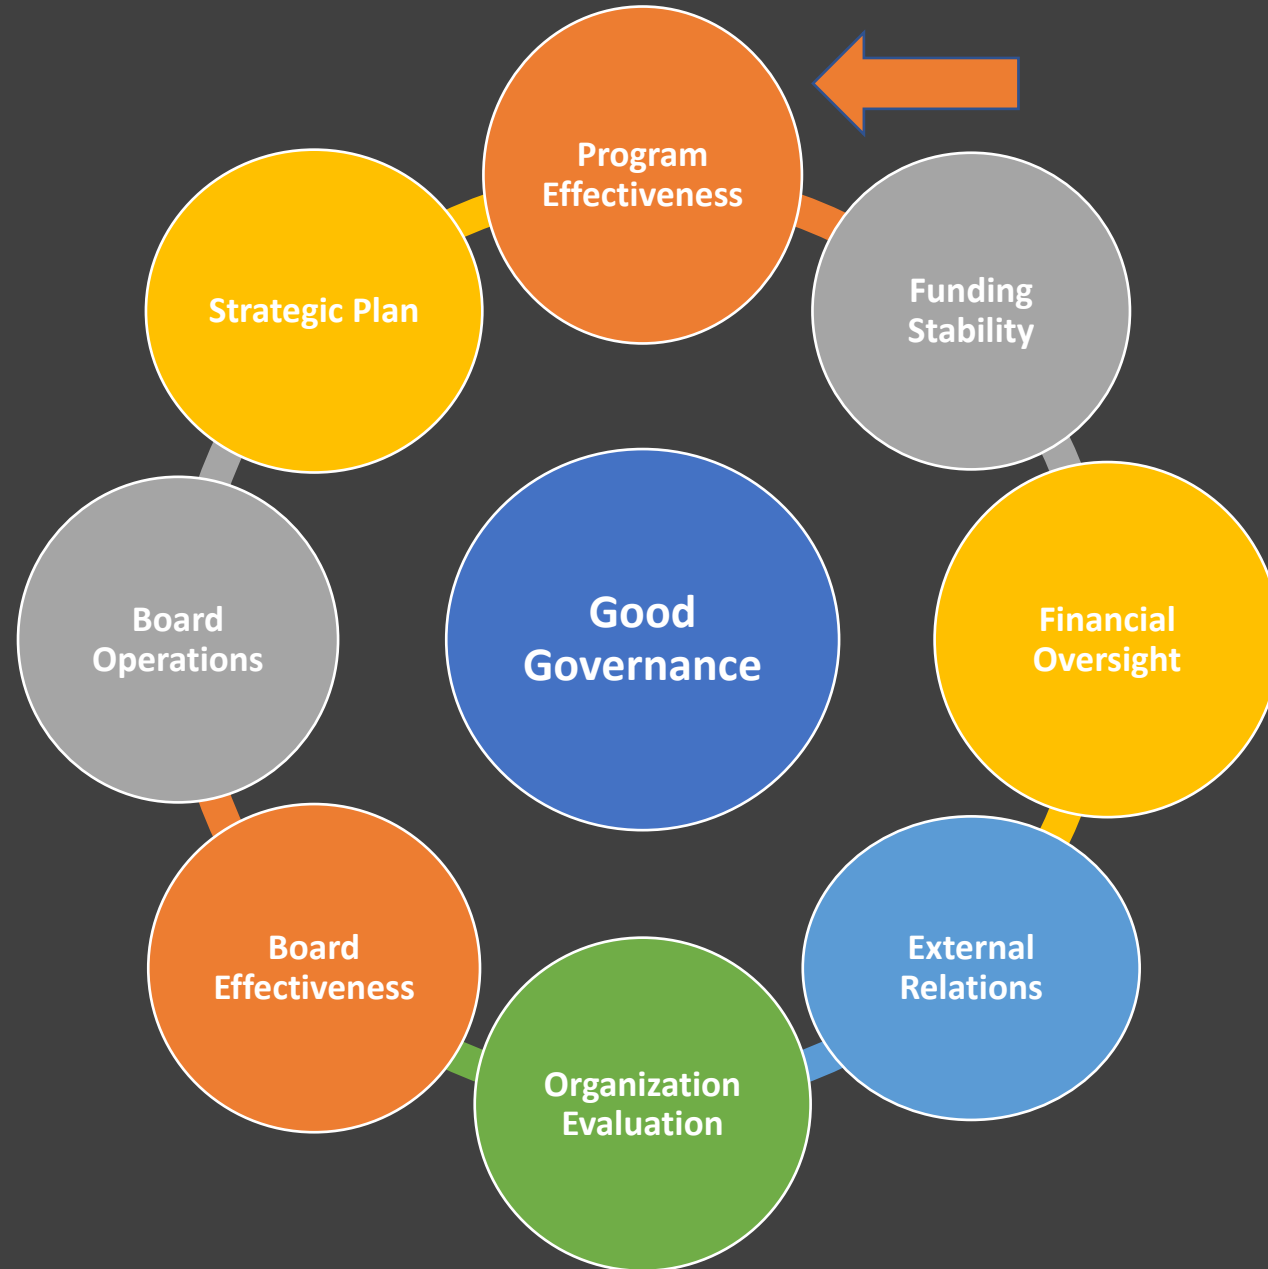 Program
Effectiveness
Funding
Stability
Financial
Oversight
External
Relations
Organization
Evaluation
Board
Effectiveness
Board
Operations
Strategic Plan
Good
Governance